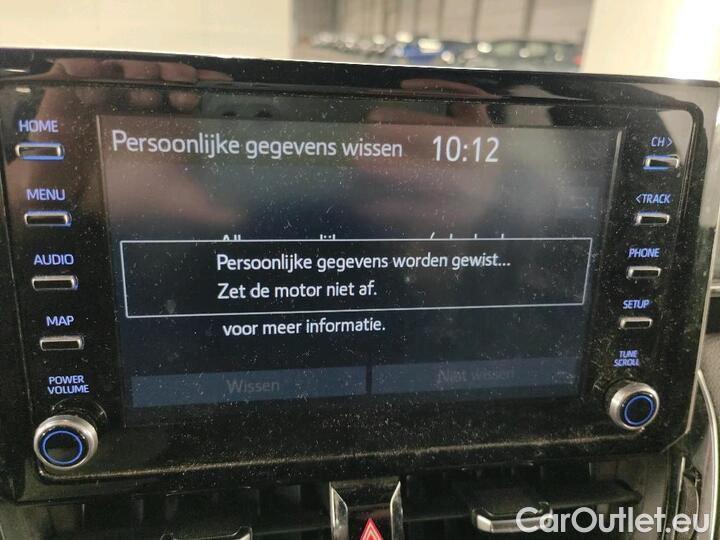 HOME
MENU
AUDIO
MAP
POWER
VOLUME
Persoonlijke gegevens wissen 10:12
Persoonlijke gegevens worden gewist...
Zet de motor niet af.
voor meer informatie.
Wissen Niet wissen
CH >
< TRACK
PHONE
SETUP
TUNE
SCROLL
CarOutlet.eu